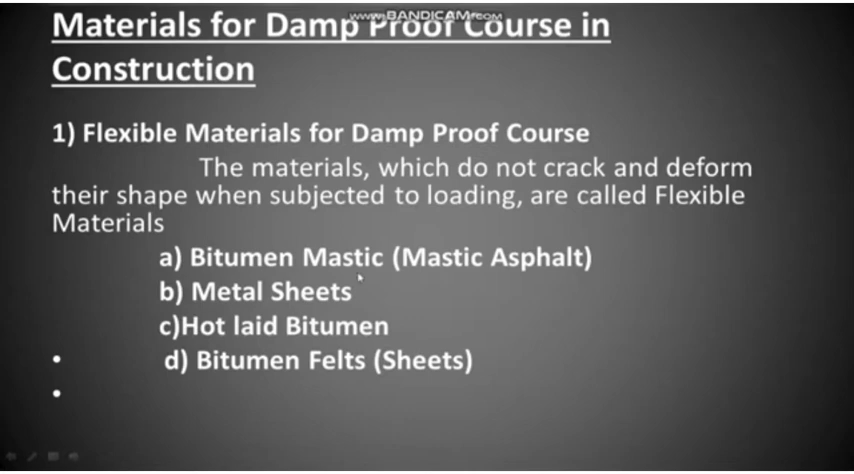 www.BANDICAM.com
Materials for Damp Proof Course in
Construction
1) Flexible Materials for Damp Proof Course
The materials, which do not crack and deform
their shape when subjected to loading, are called Flexible
Materials
a) Bitumen Mastic (Mastic Asphalt)
b) Metal Sheets
c)Hot laid Bitumen
• d) Bitumen Felts (Sheets)
•